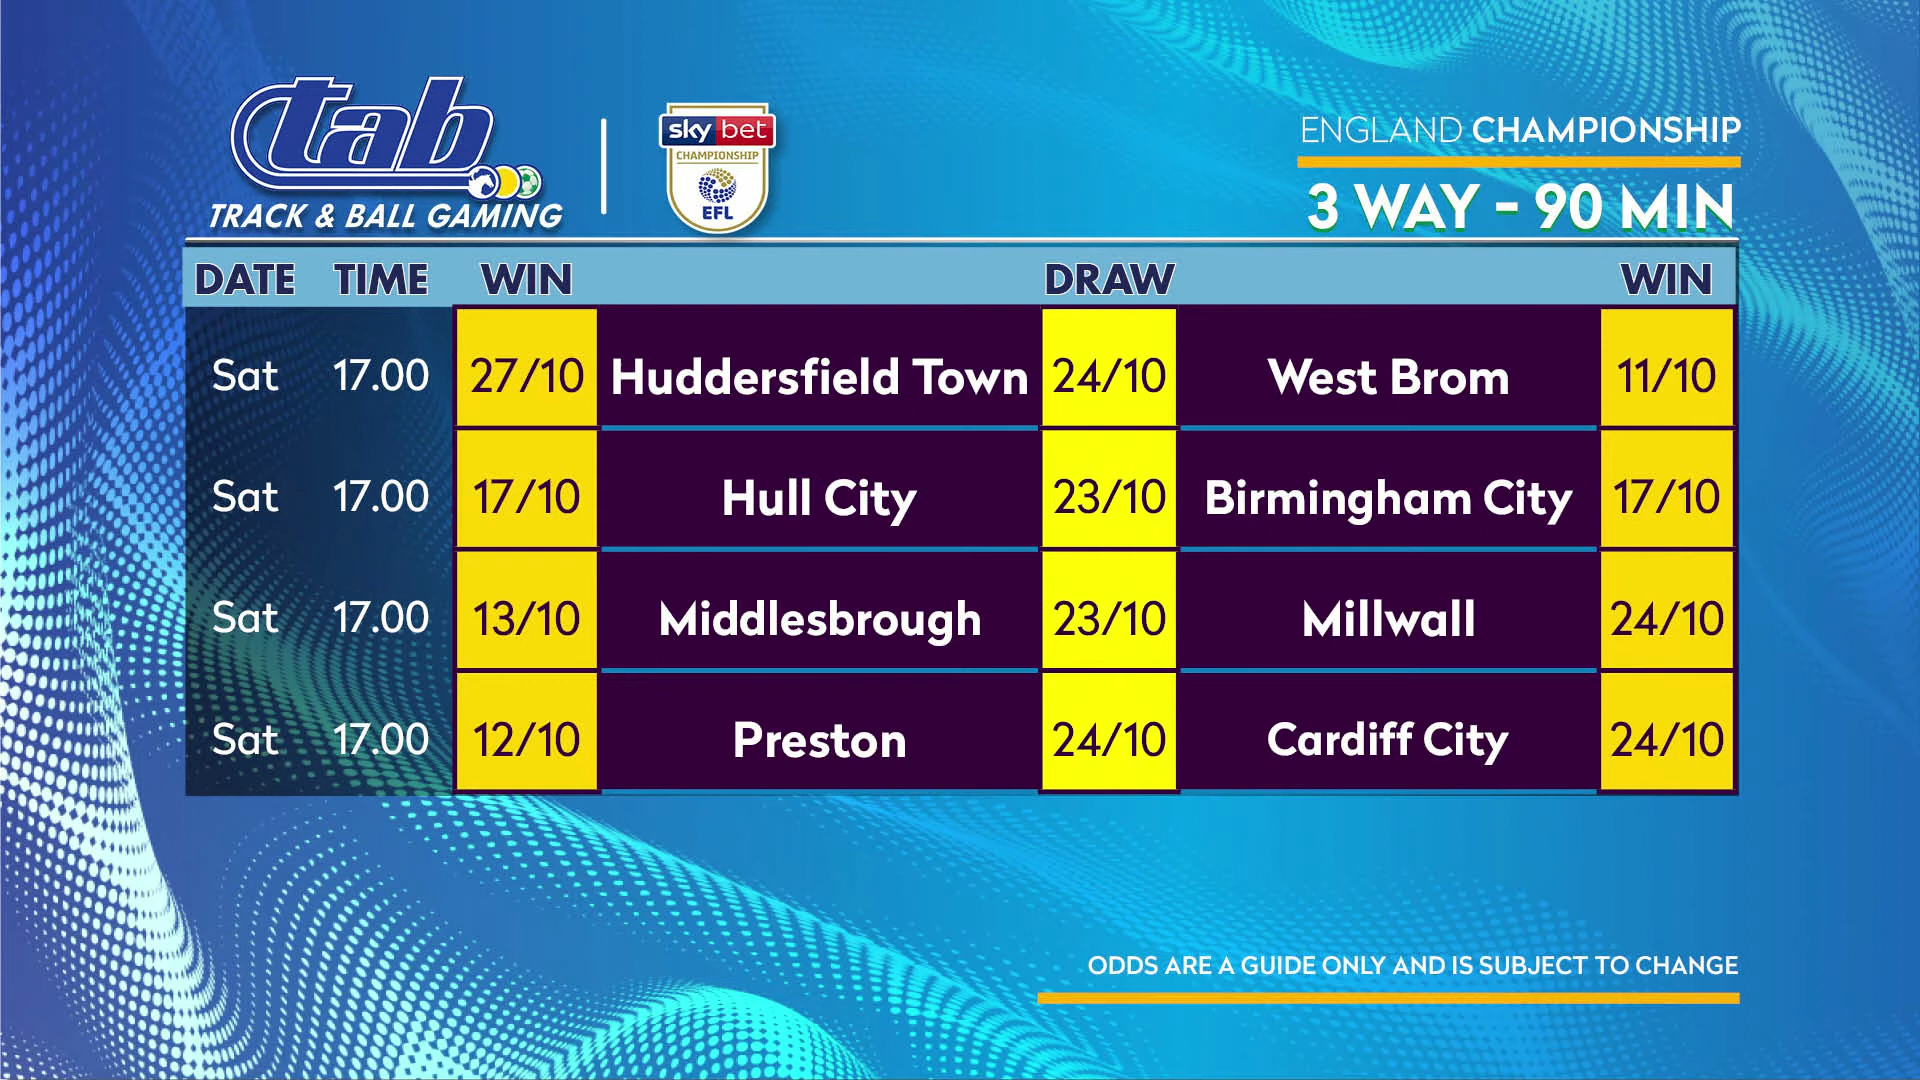 tab
TRACK & BALL GAMING
sky bet
CHAMPIONSHIP
EFL
ENGLAND CHAMPIONSHIP
3 WAY - 90 MIN
DATE TIME WIN DRAW WIN
Sat 17.00 27/10 Huddersfield Town 24/10 West Brom 11/10
Sat 17.00 17/10 Hull City 23/10 Birmingham City 17/10
Sat 17.00 13/10 Middlesbrough 23/10 Millwall 24/10
Sat 17.00 12/10 Preston 24/10 Cardiff City 24/10
ODDS ARE A GUIDE ONLY AND IS SUBJECT TO CHANGE